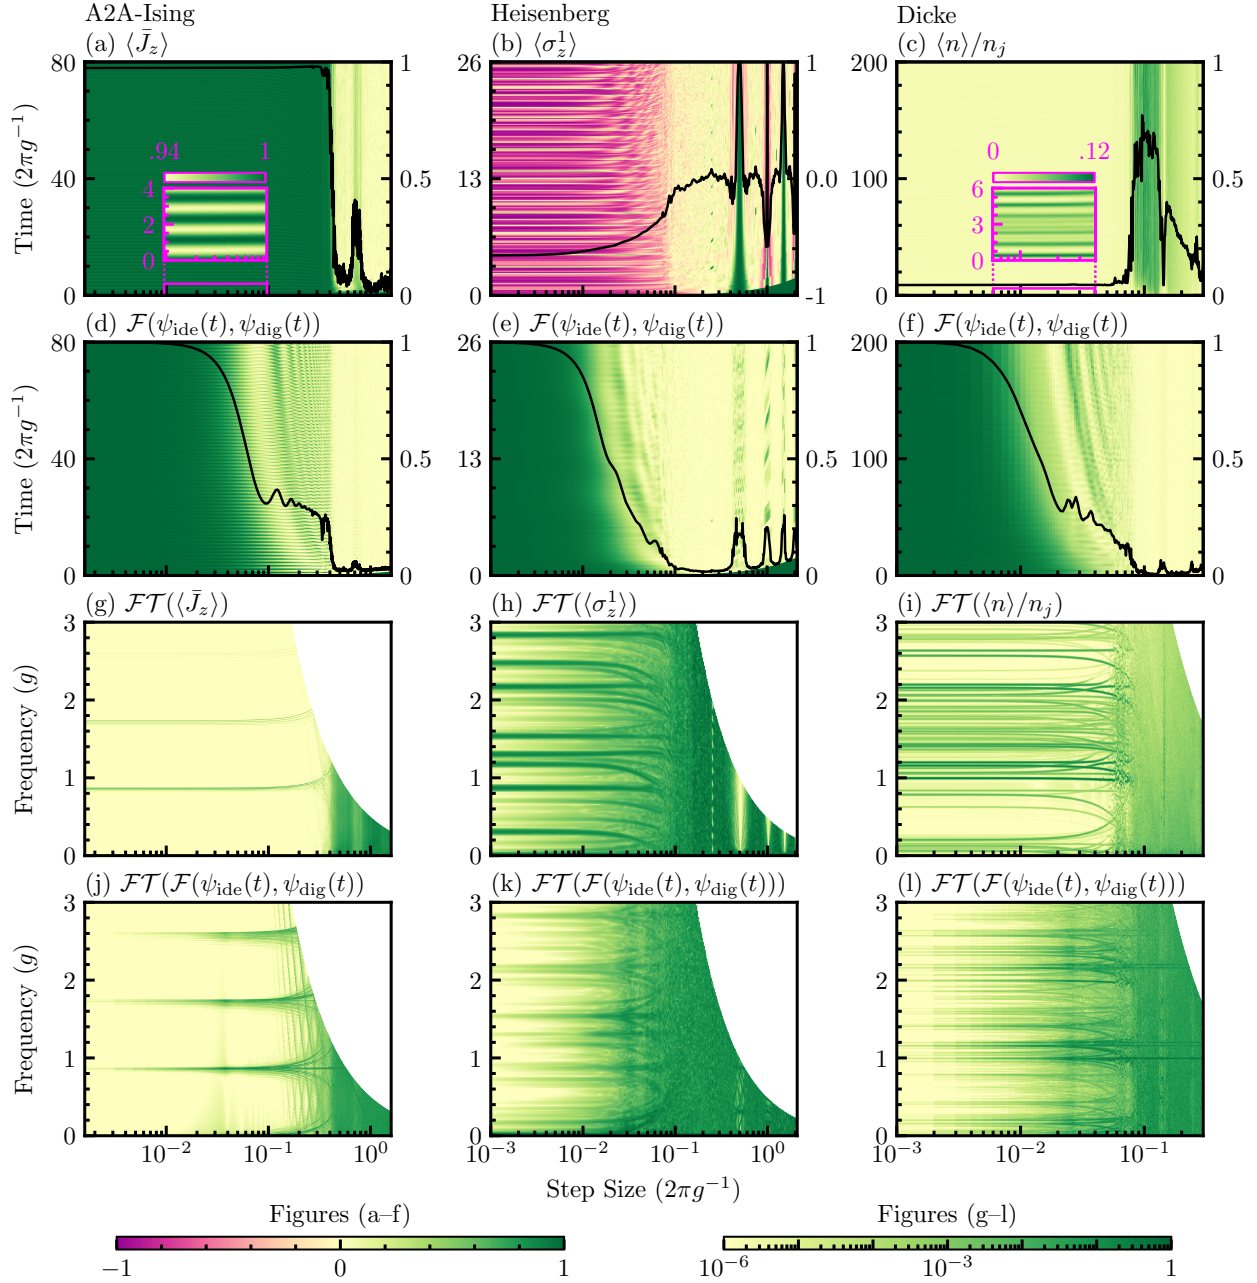 A2A-Ising Heisenberg Dicke
(a) ⟨J̄_z⟩ (b) ⟨σ_z^1⟩ (c) ⟨n⟩/n_j
80 1 26 1 200 1
.94 1 0 .12
Time (2πg⁻¹)
40 0.5 13 0.0 100 0.5
4 2 0 6 3 0
0 0 0 -1 0 0
(d) ℱ(ψ_ide(t), ψ_dig(t)) (e) ℱ(ψ_ide(t), ψ_dig(t)) (f) ℱ(ψ_ide(t), ψ_dig(t))
80 1 26 1 200 1
Time (2πg⁻¹)
40 0.5 13 0.5 100 0.5
0 0 0 0 0 0
(g) ℱ𝒯(⟨J̄_z⟩) (h) ℱ𝒯(⟨σ_z^1⟩) (i) ℱ𝒯(⟨n⟩/n_j)
3 3 3
2 2 2
Frequency (g)
1 1 1
0 0 0
(j) ℱ𝒯(ℱ(ψ_ide(t), ψ_dig(t)) (k) ℱ𝒯(ℱ(ψ_ide(t), ψ_dig(t))) (l) ℱ𝒯(ℱ(ψ_ide(t), ψ_dig(t)))
3 3 3
2 2 2
Frequency (g)
1 1 1
0 0 0
10⁻² 10⁻¹ 10⁰ 10⁻³ 10⁻² 10⁻¹ 10⁰ 10⁻³ 10⁻² 10⁻¹
Step Size (2πg⁻¹)
Figures (a–f) Figures (g–l)
−1 0 1 10⁻⁶ 10⁻³ 1